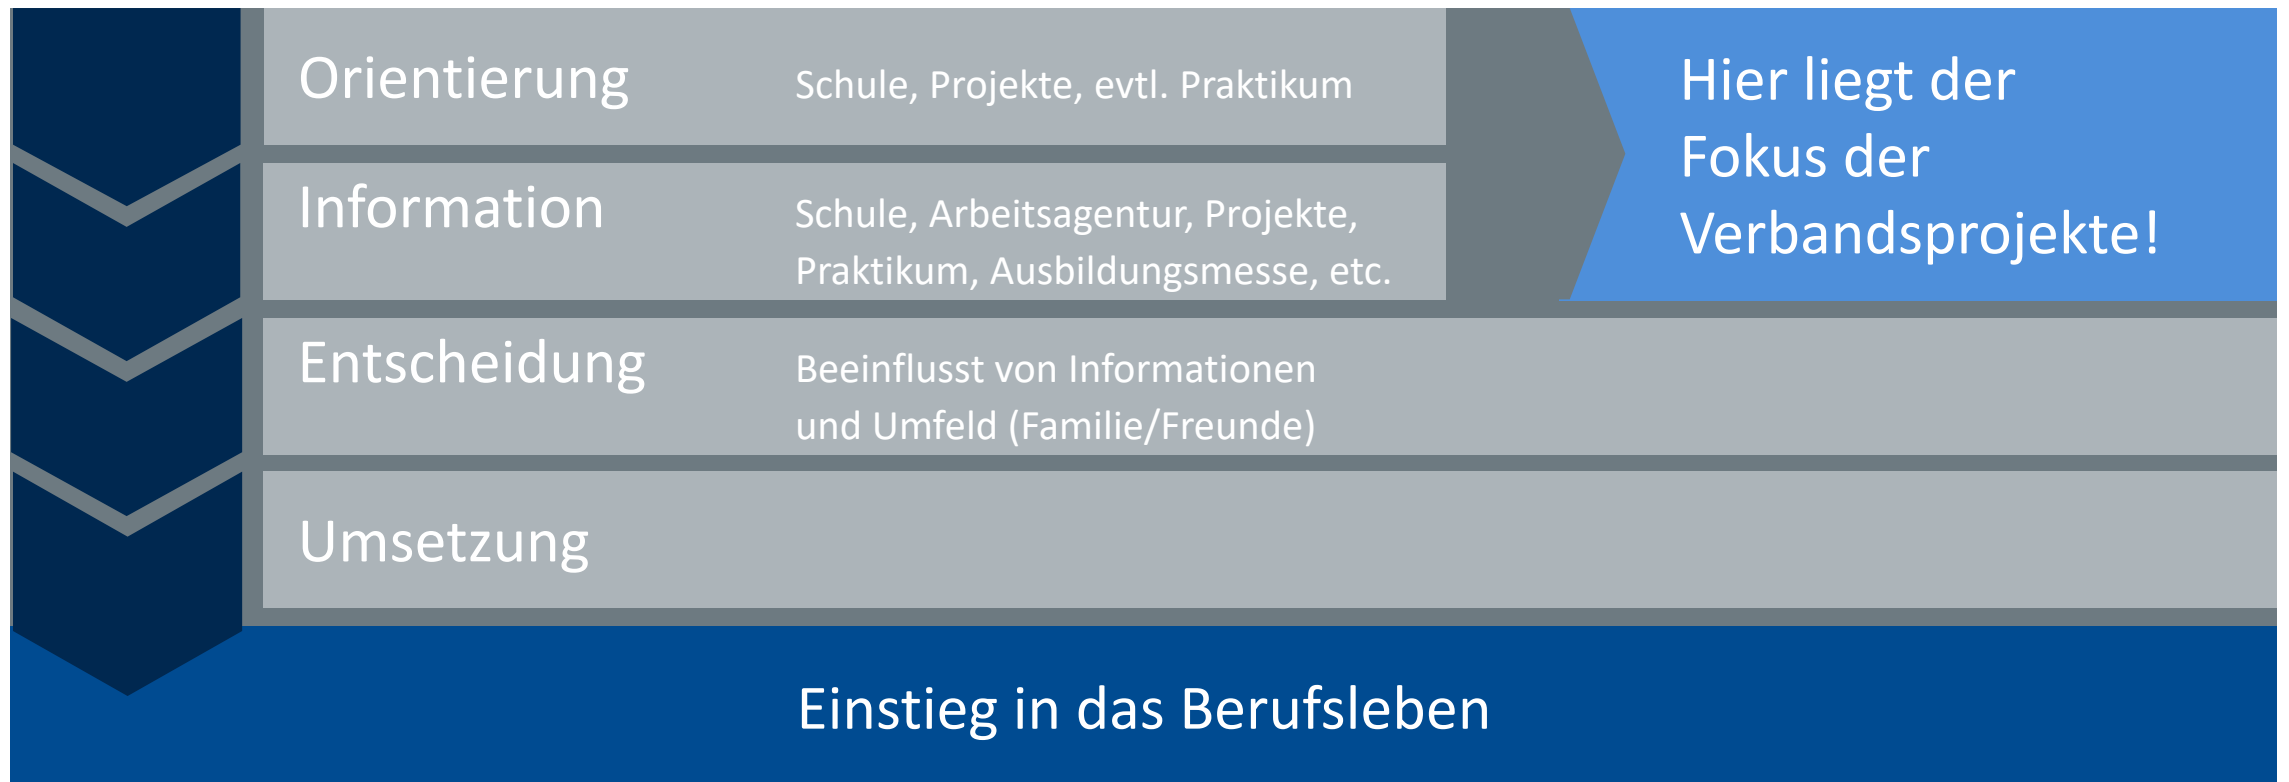 Orientierung
Schule, Projekte, evtl. Praktikum
Information
Schule, Arbeitsagentur, Projekte,
Praktikum, Ausbildungsmesse, etc.
Hier liegt der
Fokus der
Verbandsprojekte!
Entscheidung
Beeinflusst von Informationen
und Umfeld (Familie/Freunde)
Umsetzung
Einstieg in das Berufsleben